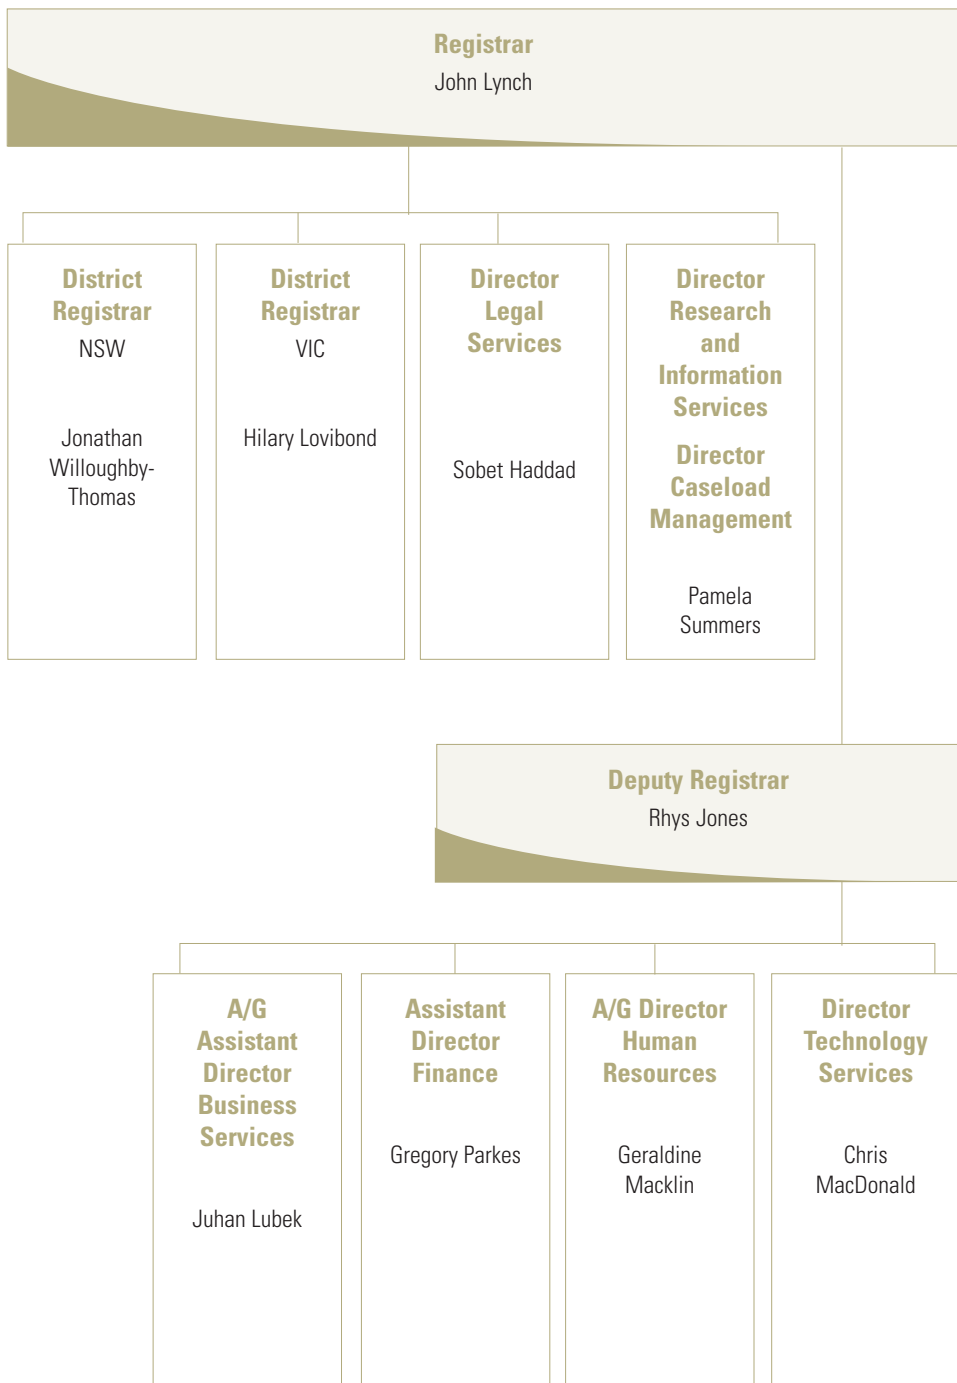 Registrar
John Lynch
District
Registrar
NSW
Jonathan
Willoughby-
Thomas
District
Registrar
VIC
Hilary Lovibond
Director
Legal
Services
Sobet Haddad
Director
Research
and
Information
Services
Director
Caseload
Management
Pamela
Summers
Deputy Registrar
Rhys Jones
A/G
Assistant
Director
Business
Services
Juhan Lubek
Assistant
Director
Finance
Gregory Parkes
A/G Director
Human
Resources
Geraldine
Macklin
Director
Technology
Services
Chris
MacDonald